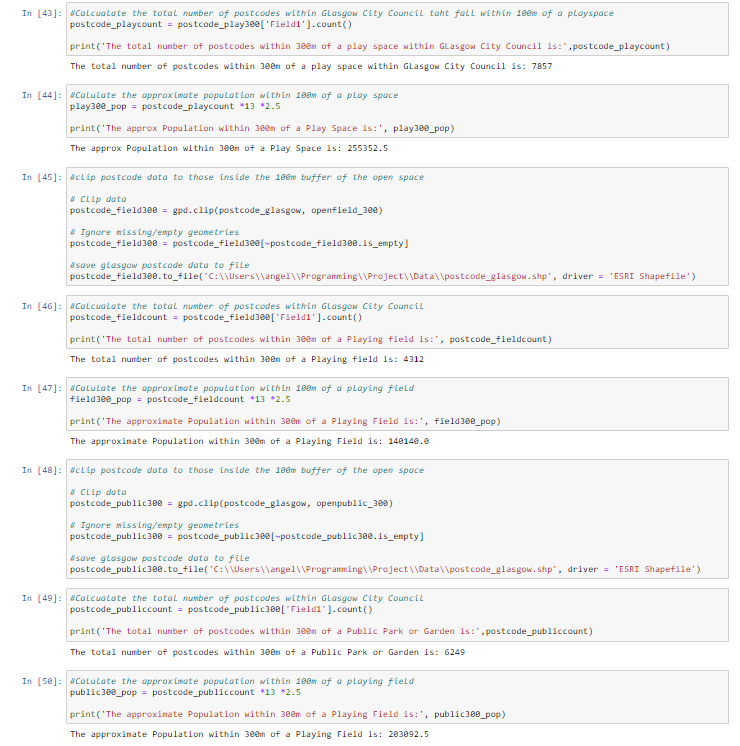 In [43]: #Calcualate the total number of postcodes within Glasgow City Council taht fall within 100m of a playspace
postcode_playcount = postcode_play300['Field1'].count()
print('The total number of postcodes within 300m of a play space within GLasgow City Council is:',postcode_playcount)
The total number of postcodes within 300m of a play space within GLasgow City Council is: 7857
In [44]: #Calulate the approximate population within 100m of a play space
play300_pop = postcode_playcount *13 *2.5
print('The approx Population within 300m of a Play Space is:', play300_pop)
The approx Population within 300m of a Play Space is: 255352.5
In [45]: #clip postcode data to those inside the 100m buffer of the open space
# Clip data
postcode_field300 = gpd.clip(postcode_glasgow, openfield_300)
# Ignore missing/empty geometries
postcode_field300 = postcode_field300[~postcode_field300.is_empty]
#save glasgow postcode data to file
postcode_field300.to_file('C:\\Users\\angel\\Programming\\Project\\Data\\postcode_glasgow.shp', driver = 'ESRI Shapefile')
In [46]: #Calcualate the total number of postcodes within Glasgow City Council
postcode_fieldcount = postcode_field300['Field1'].count()
print('The total number of postcodes within 300m of a Playing field is:', postcode_fieldcount)
The total number of postcodes within 300m of a Playing field is: 4312
In [47]: #Calulate the approximate population within 100m of a playing field
field300_pop = postcode_fieldcount *13 *2.5
print('The approximate Population within 300m of a Playing Field is:', field300_pop)
The approximate Population within 300m of a Playing Field is: 140140.0
In [48]: #clip postcode data to those inside the 100m buffer of the open space
# Clip data
postcode_public300 = gpd.clip(postcode_glasgow, openpublic_300)
# Ignore missing/empty geometries
postcode_public300 = postcode_public300[~postcode_public300.is_empty]
#save glasgow postcode data to file
postcode_public300.to_file('C:\\Users\\angel\\Programming\\Project\\Data\\postcode_glasgow.shp', driver = 'ESRI Shapefile')
In [49]: #Calcualate the total number of postcodes within Glasgow City Council
postcode_publiccount = postcode_public300['Field1'].count()
print('The total number of postcodes within 300m of a Public Park or Garden is:',postcode_publiccount)
The total number of postcodes within 300m of a Public Park or Garden is: 6249
In [50]: #Calulate the approximate population within 100m of a playing field
public300_pop = postcode_publiccount *13 *2.5
print('The approximate Population within 300m of a Playing Field is:', public300_pop)
The approximate Population within 300m of a Playing Field is: 203092.5